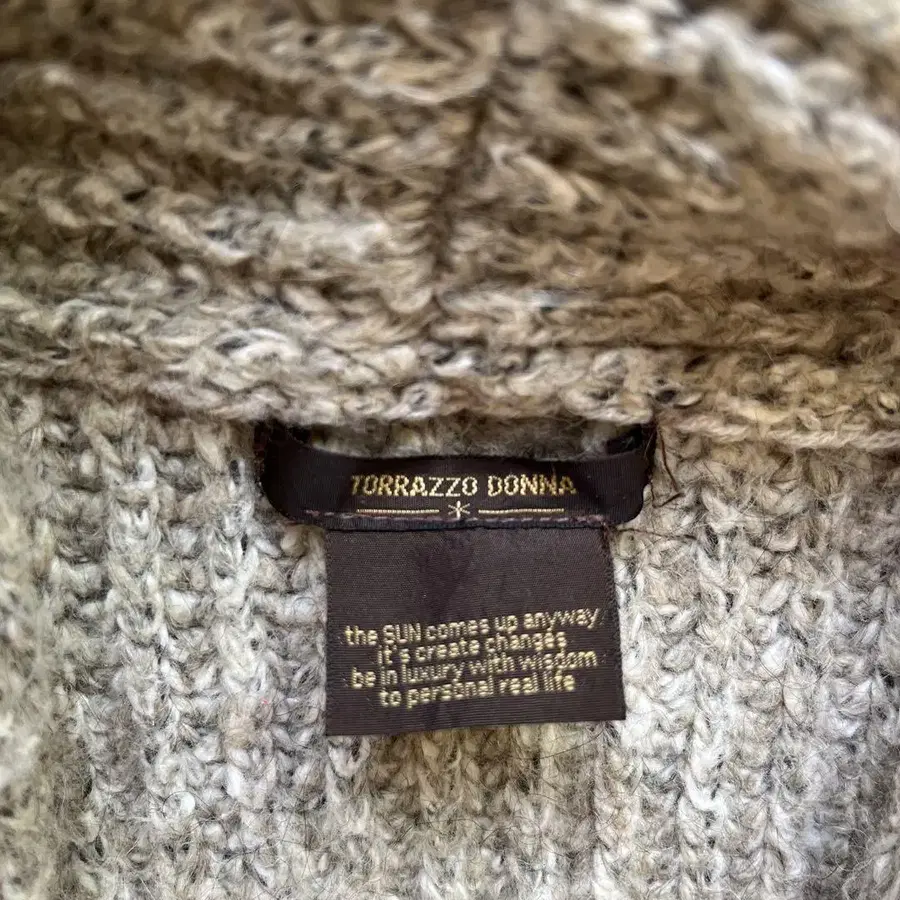 TORRAZZO DONNA
the SUN comes up anyway,
it's create changes
be in luxury with wisdom
to personal real life